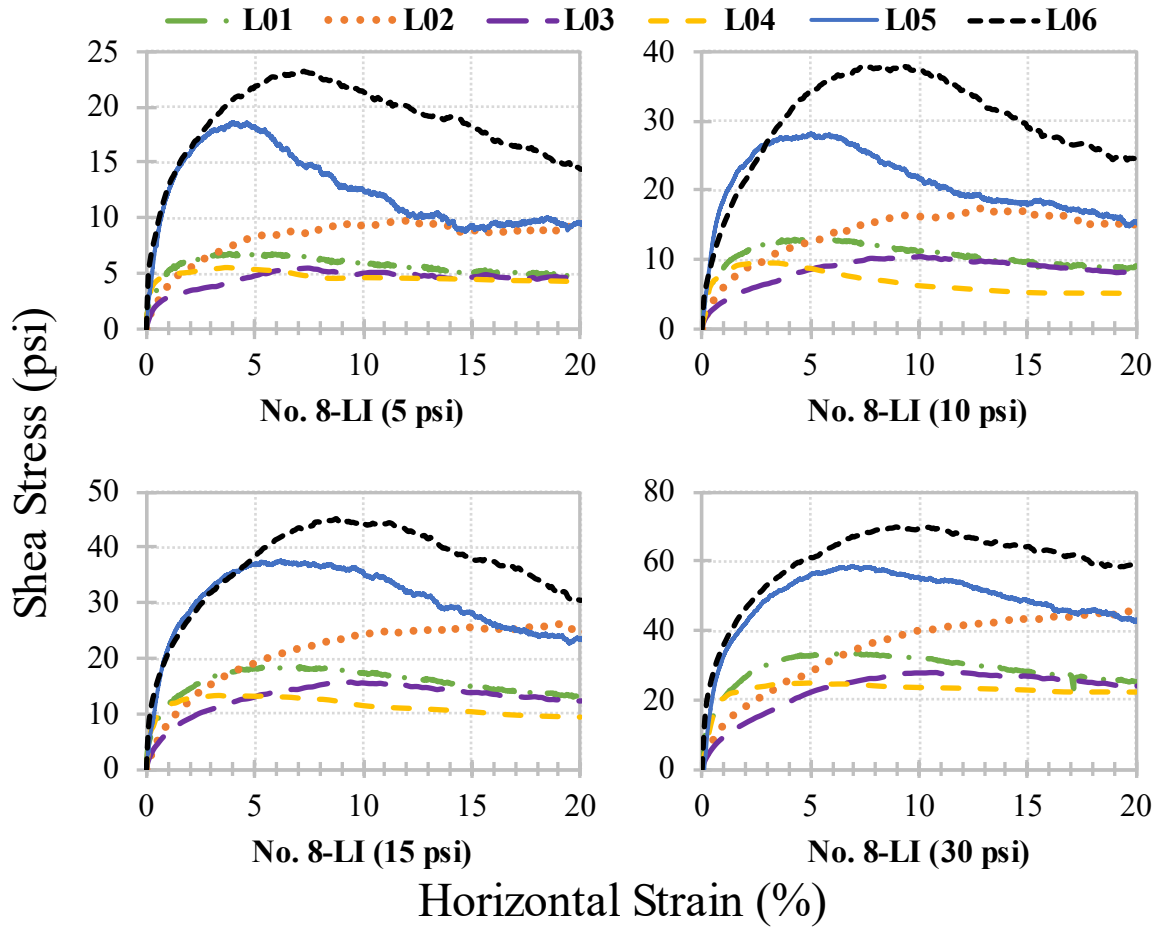 L01 L02 L03 L04 L05 L06
25
20
15
10
5
0
0 5 10 15 20
No. 8-LI (5 psi)
40
30
20
10
0
0 5 10 15 20
No. 8-LI (10 psi)
50
40
30
20
10
0
0 5 10 15 20
No. 8-LI (15 psi)
80
60
40
20
0
0 5 10 15 20
No. 8-LI (30 psi)
Shea Stress (psi)
Horizontal Strain (%)